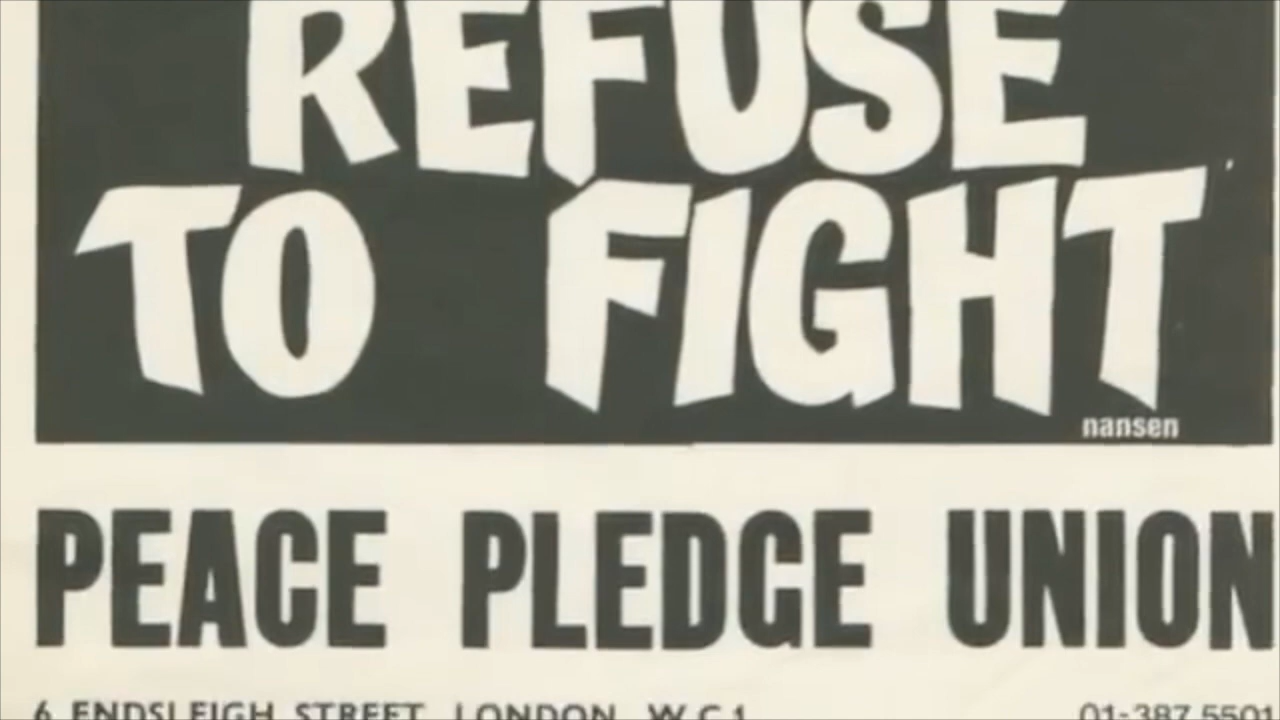 REFUSE
TO FIGHT
nansen
PEACE PLEDGE UNION
6 ENDSLEIGH STREET LONDON W.C.1 01-387 5501